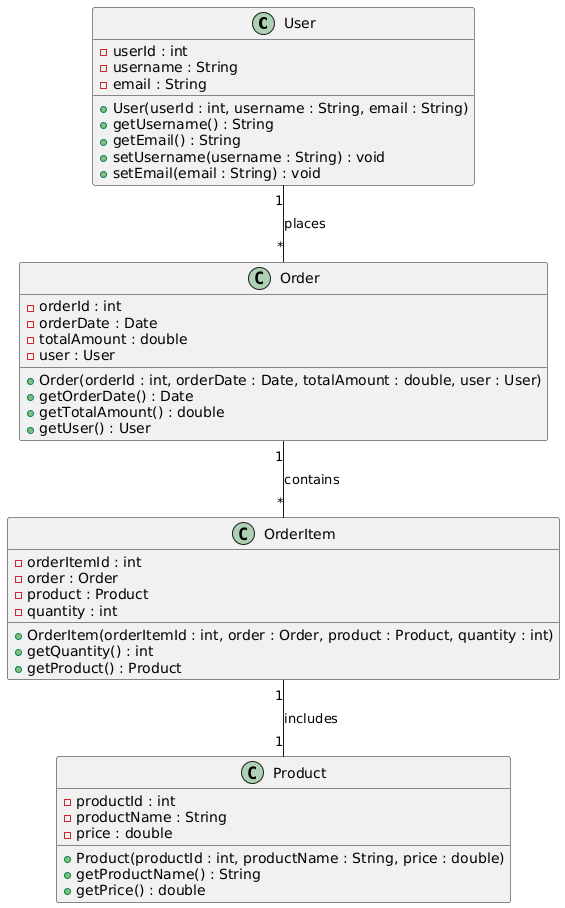 C User
userId : int
username : String
email : String
User(userId : int, username : String, email : String)
getUsername() : String
getEmail() : String
setUsername(username : String) : void
setEmail(email : String) : void
1
places
*
C Order
orderId : int
orderDate : Date
totalAmount : double
user : User
Order(orderId : int, orderDate : Date, totalAmount : double, user : User)
getOrderDate() : Date
getTotalAmount() : double
getUser() : User
1
contains
*
C OrderItem
orderItemId : int
order : Order
product : Product
quantity : int
OrderItem(orderItemId : int, order : Order, product : Product, quantity : int)
getQuantity() : int
getProduct() : Product
1
includes
1
C Product
productId : int
productName : String
price : double
Product(productId : int, productName : String, price : double)
getProductName() : String
getPrice() : double